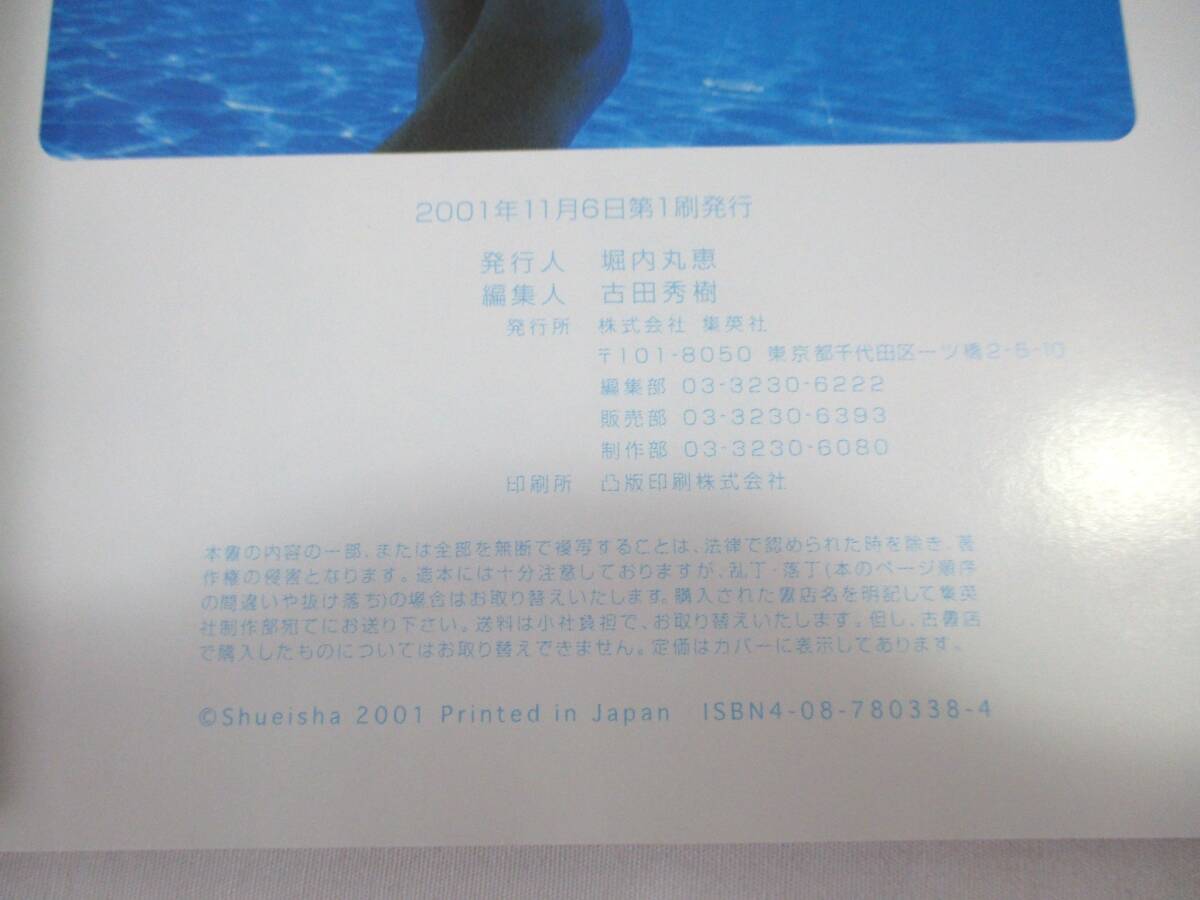 2001年11月6日第1刷発行
発行人 堀内丸恵
編集人 古田秀樹
発行所 株式会社 集英社
〒101-8050 東京都千代田区一ツ橋2-5-10
編集部 03-3230-6222
販売部 03-3230-6393
制作部 03-3230-6080
印刷所 凸版印刷株式会社
本書の内容の一部、または全部を無断で複写することは、法律で認められた時を除き、著
作権の侵害となります。造本には十分注意しておりますが、乱丁・落丁(本のページ順序
の間違いや抜け落ち)の場合はお取り替えいたします。購入された書店名を明記して集英
社制作部宛てにお送り下さい。送料は小社負担で、お取り替えいたします。但し、古書店
で購入したものについてはお取り替えできません。定価はカバーに表示してあります。
©Shueisha 2001 Printed in Japan ISBN4-08-780338-4